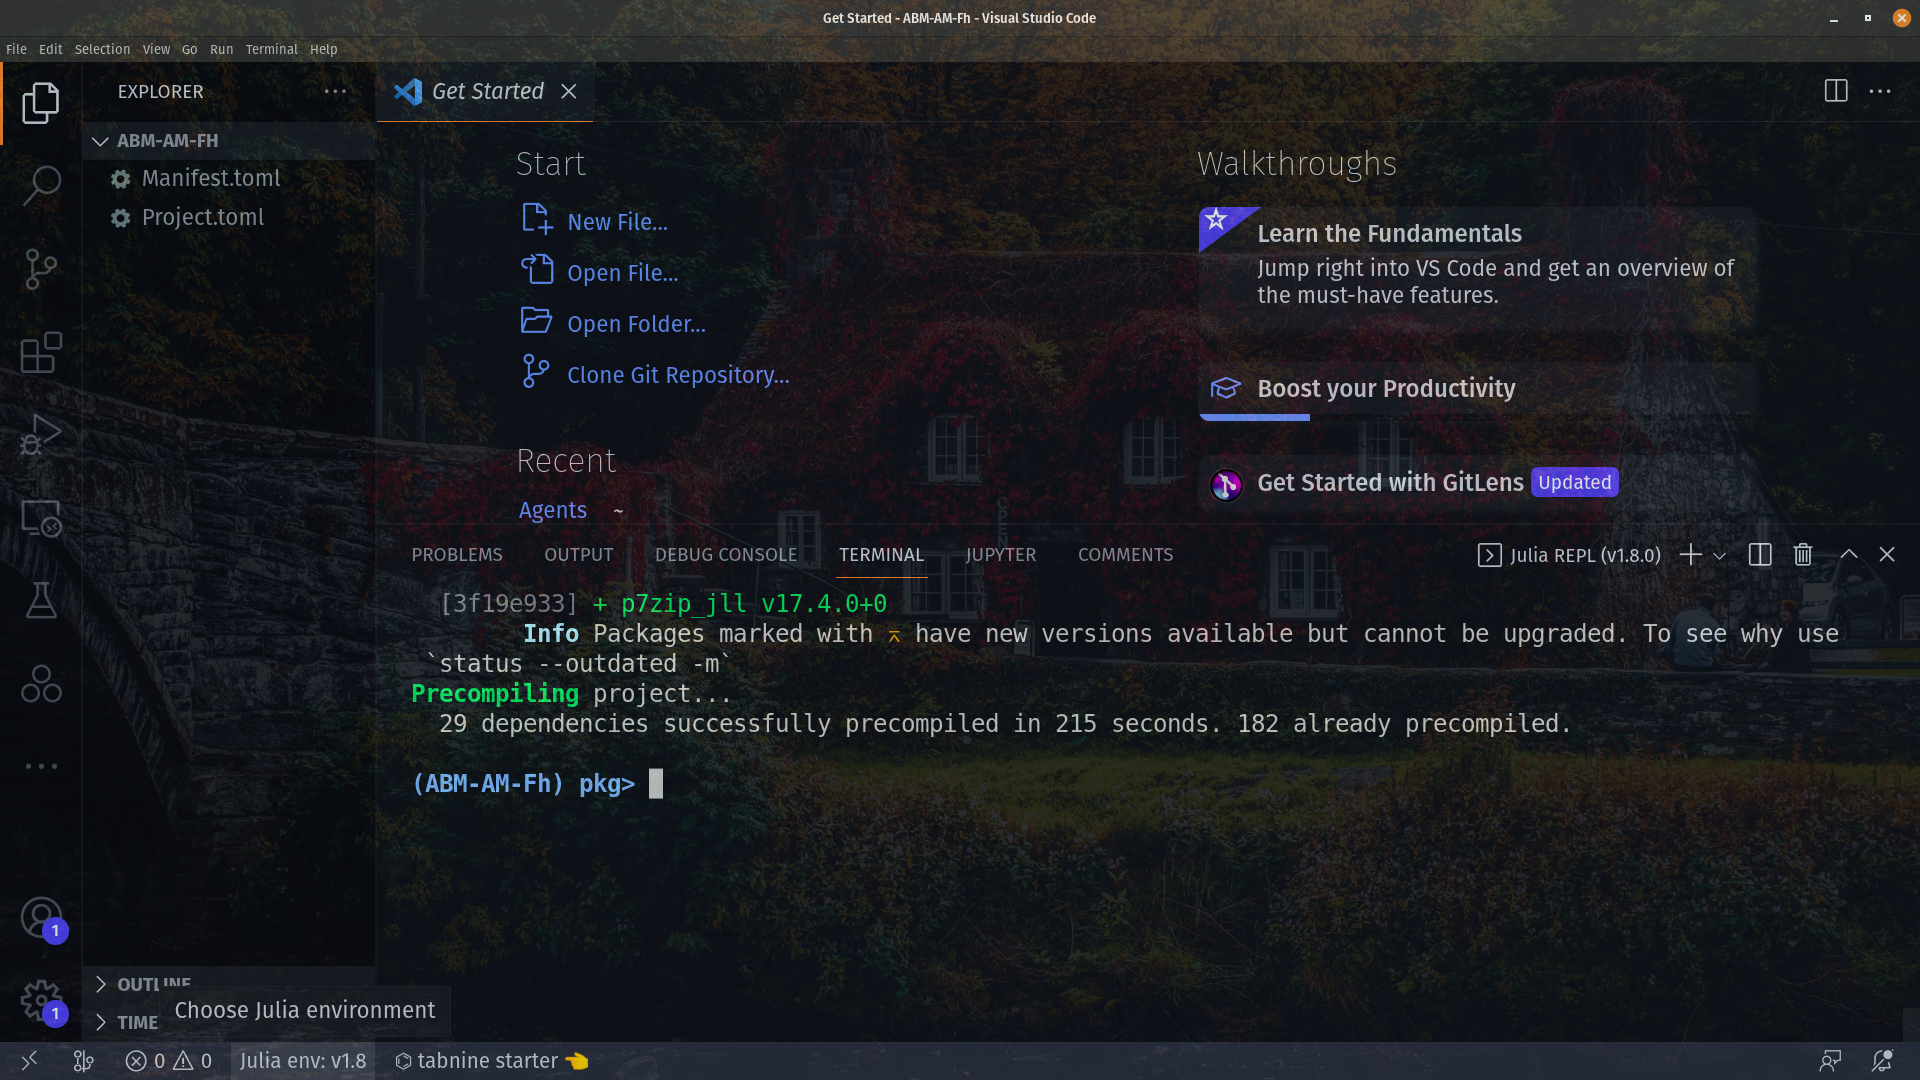 Get Started - ABM-AM-Fh - Visual Studio Code
File Edit Selection View Go Run Terminal Help
EXPLORER
Get Started
ABM-AM-FH
Manifest.toml
Project.toml
Start
New File...
Open File...
Open Folder...
Clone Git Repository...
Recent
Agents ~
Walkthroughs
Learn the Fundamentals
Jump right into VS Code and get an overview of
the must-have features.
Boost your Productivity
Get Started with GitLens Updated
PROBLEMS OUTPUT DEBUG CONSOLE TERMINAL JUPYTER COMMENTS
Julia REPL (v1.8.0)
[3f19e933] + p7zip_jll v17.4.0+0
Info Packages marked with ⌅ have new versions available but cannot be upgraded. To see why use
`status --outdated -m`
Precompiling project...
29 dependencies successfully precompiled in 215 seconds. 182 already precompiled.
(ABM-AM-Fh) pkg>
1
1
OUTLINE
TIME
Choose Julia environment
0 0 Julia env: v1.8 tabnine starter 👈